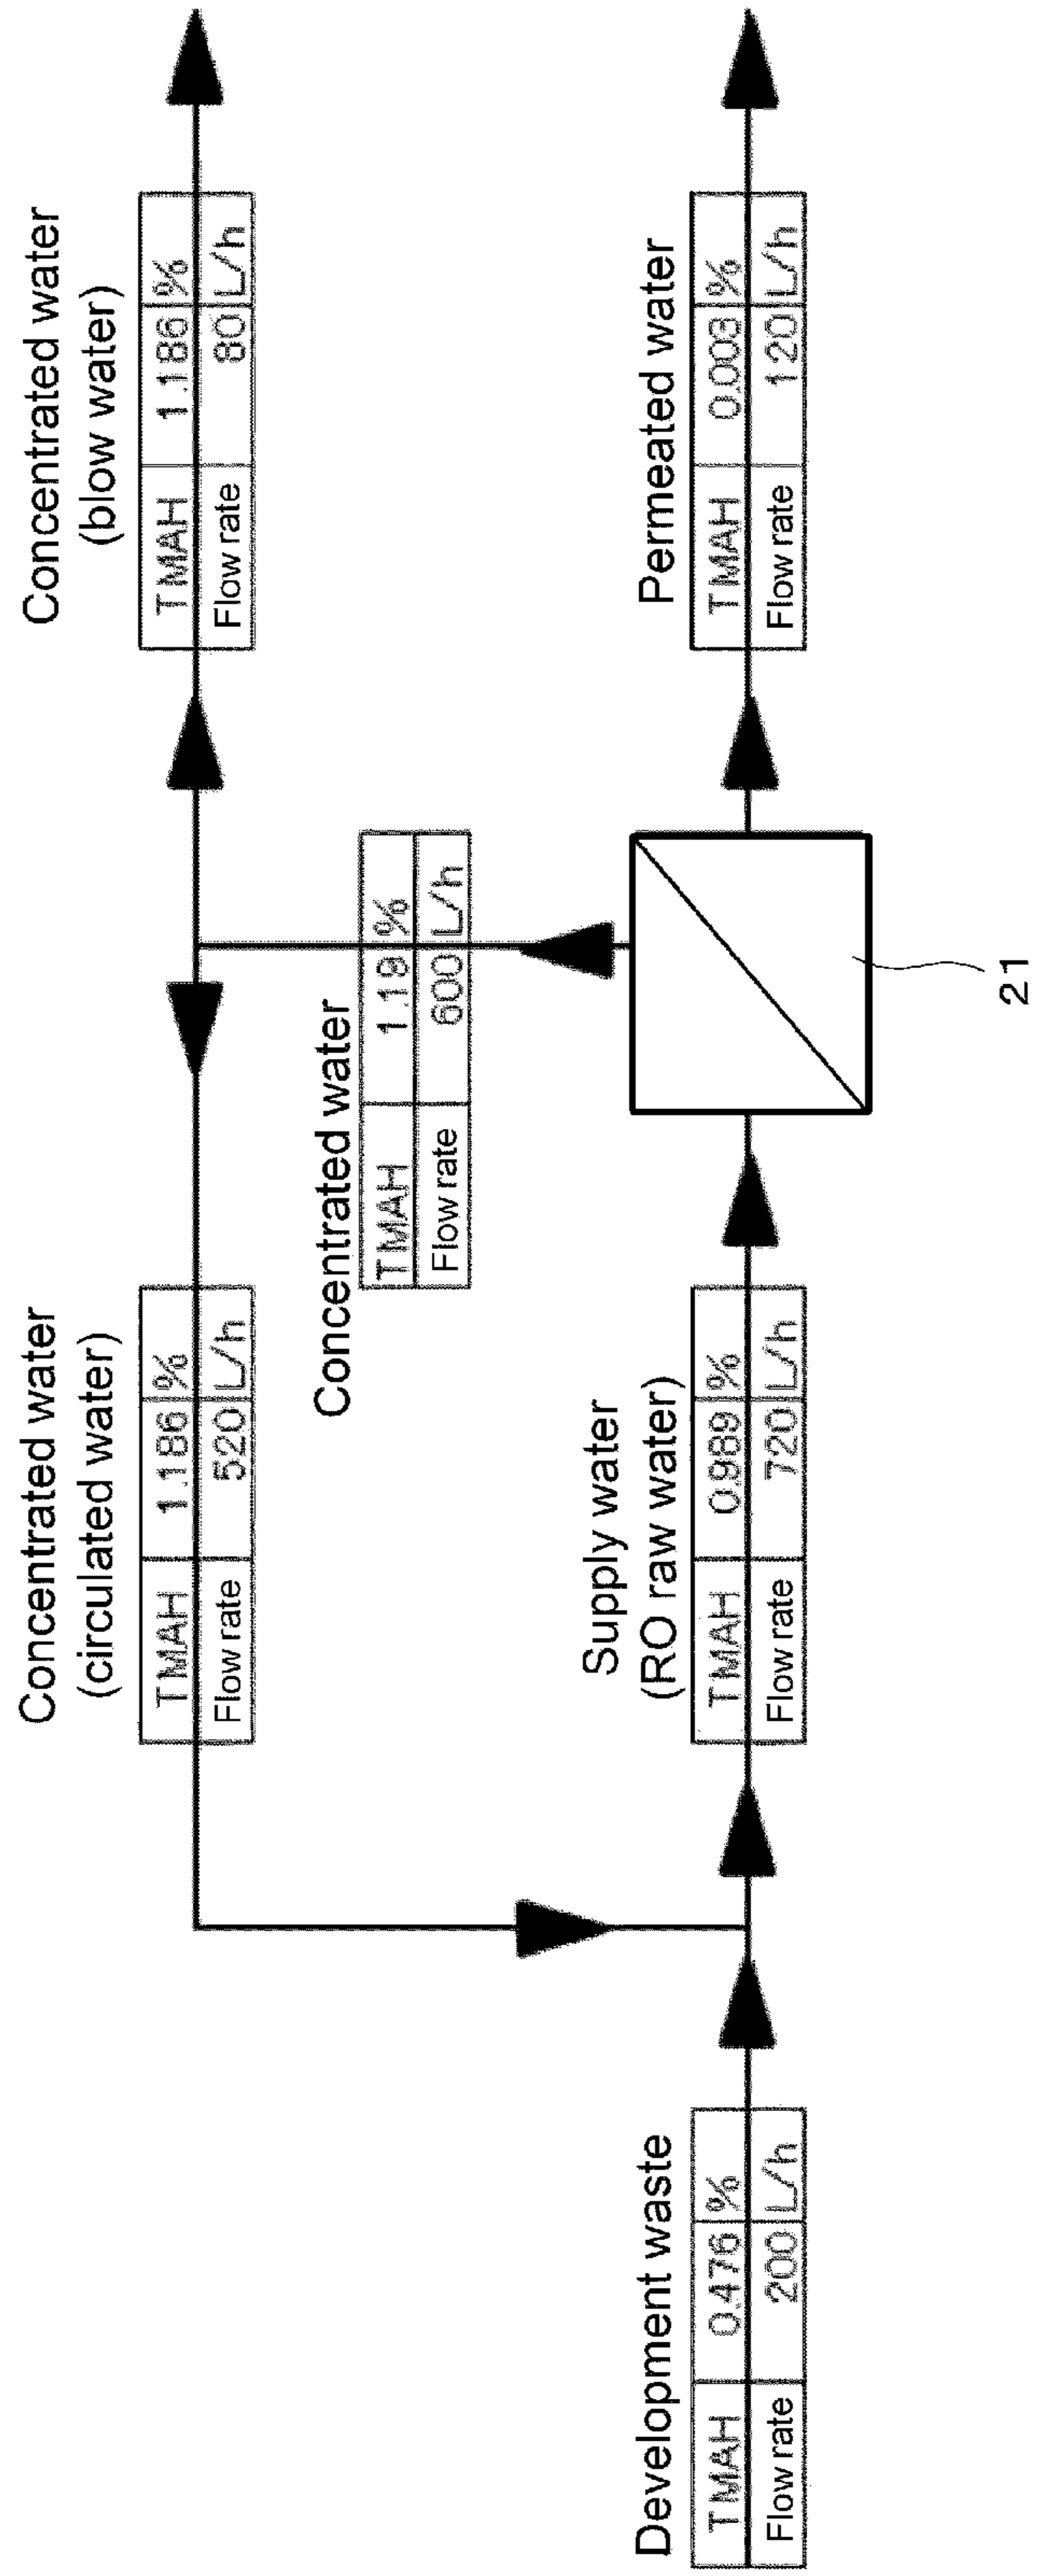 Concentrated water
(circulated water)
TMAH 1.186 %
Flow rate 520 L/h
Concentrated water
(blow water)
TMAH 1.186 %
Flow rate 80 L/h
Concentrated water
TMAH 1.19 %
Flow rate 600 L/h
Development waste
TMAH 0.476 %
Flow rate 200 L/h
Supply water
(RO raw water)
TMAH 0.989 %
Flow rate 720 L/h
Permeated water
TMAH 0.003 %
Flow rate 120 L/h
21